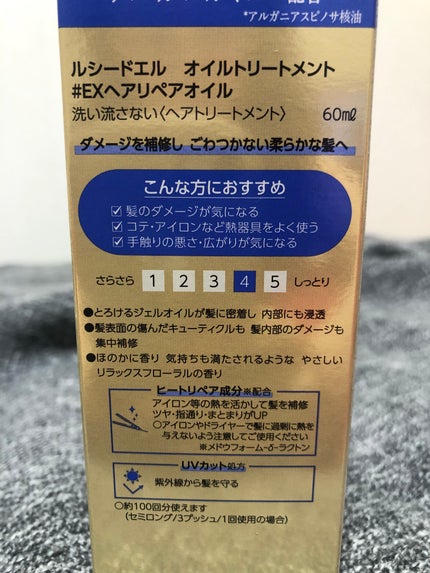 *アルガニアスピノサ核油
ルシードエル オイルトリートメント
#EXヘアリペアオイル
洗い流さない〈ヘアトリートメント〉 60mℓ
ダメージを補修し ごわつかない柔らかな髪へ
こんな方におすすめ
☑髪のダメージが気になる
☑コテ・アイロンなど熱器具をよく使う
☑手触りの悪さ・広がりが気になる
さらさら 1 2 3 4 5 しっとり
●とろけるジェルオイルが髪に密着し 内部にも浸透
●髪表面の傷んだキューティクルも 髪内部のダメージも
集中補修
●ほのかに香り 気持ちも満たされるような やさしい
リラックスフローラルの香り
ヒートリペア成分※配合
アイロン等の熱を活かして髪を補修
ツヤ・指通り・まとまりがUP
○アイロンやドライヤーで髪に過剰に熱を
与えないよう注意してご使用ください
※メドウフォーム-δ-ラクトン
UVカット処方
紫外線から髪を守る
○約100回分使えます
(セミロング/3プッシュ/1回使用の場合)